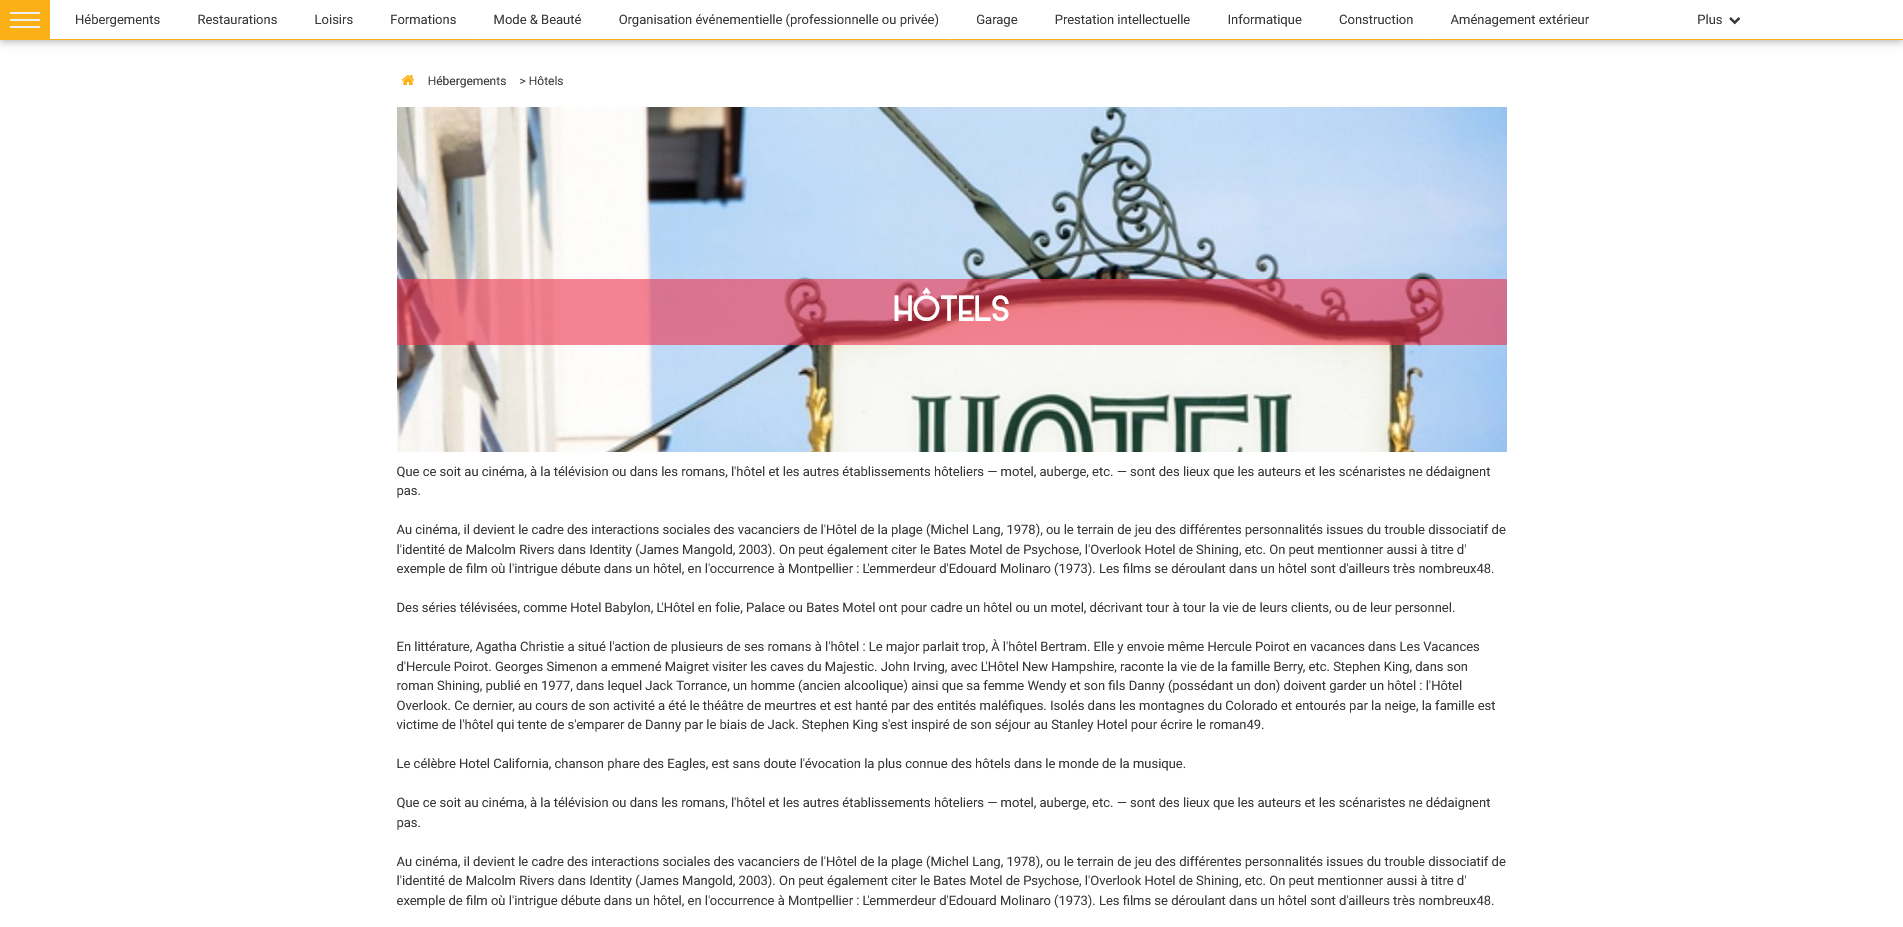 Hébergements Restaurations Loisirs Formations Mode & Beauté Organisation événementielle (professionnelle ou privée) Garage Prestation intellectuelle Informatique Construction Aménagement extérieur Plus
Hébergements > Hôtels
HÔTELS
HOTEL
Que ce soit au cinéma, à la télévision ou dans les romans, l'hôtel et les autres établissements hôteliers — motel, auberge, etc. — sont des lieux que les auteurs et les scénaristes ne dédaignent
pas.
Au cinéma, il devient le cadre des interactions sociales des vacanciers de l'Hôtel de la plage (Michel Lang, 1978), ou le terrain de jeu des différentes personnalités issues du trouble dissociatif de
l'identité de Malcolm Rivers dans Identity (James Mangold, 2003). On peut également citer le Bates Motel de Psychose, l'Overlook Hotel de Shining, etc. On peut mentionner aussi à titre d'
exemple de film où l'intrigue débute dans un hôtel, en l'occurrence à Montpellier : L'emmerdeur d'Edouard Molinaro (1973). Les films se déroulant dans un hôtel sont d'ailleurs très nombreux48.
Des séries télévisées, comme Hotel Babylon, L'Hôtel en folie, Palace ou Bates Motel ont pour cadre un hôtel ou un motel, décrivant tour à tour la vie de leurs clients, ou de leur personnel.
En littérature, Agatha Christie a situé l'action de plusieurs de ses romans à l'hôtel : Le major parlait trop, À l'hôtel Bertram. Elle y envoie même Hercule Poirot en vacances dans Les Vacances
d'Hercule Poirot. Georges Simenon a emmené Maigret visiter les caves du Majestic. John Irving, avec L'Hôtel New Hampshire, raconte la vie de la famille Berry, etc. Stephen King, dans son
roman Shining, publié en 1977, dans lequel Jack Torrance, un homme (ancien alcoolique) ainsi que sa femme Wendy et son fils Danny (possédant un don) doivent garder un hôtel : l'Hôtel
Overlook. Ce dernier, au cours de son activité a été le théâtre de meurtres et est hanté par des entités maléfiques. Isolés dans les montagnes du Colorado et entourés par la neige, la famille est
victime de l'hôtel qui tente de s'emparer de Danny par le biais de Jack. Stephen King s'est inspiré de son séjour au Stanley Hotel pour écrire le roman49.
Le célèbre Hotel California, chanson phare des Eagles, est sans doute l'évocation la plus connue des hôtels dans le monde de la musique.
Que ce soit au cinéma, à la télévision ou dans les romans, l'hôtel et les autres établissements hôteliers — motel, auberge, etc. — sont des lieux que les auteurs et les scénaristes ne dédaignent
pas.
Au cinéma, il devient le cadre des interactions sociales des vacanciers de l'Hôtel de la plage (Michel Lang, 1978), ou le terrain de jeu des différentes personnalités issues du trouble dissociatif de
l'identité de Malcolm Rivers dans Identity (James Mangold, 2003). On peut également citer le Bates Motel de Psychose, l'Overlook Hotel de Shining, etc. On peut mentionner aussi à titre d'
exemple de film où l'intrigue débute dans un hôtel, en l'occurrence à Montpellier : L'emmerdeur d'Edouard Molinaro (1973). Les films se déroulant dans un hôtel sont d'ailleurs très nombreux48.